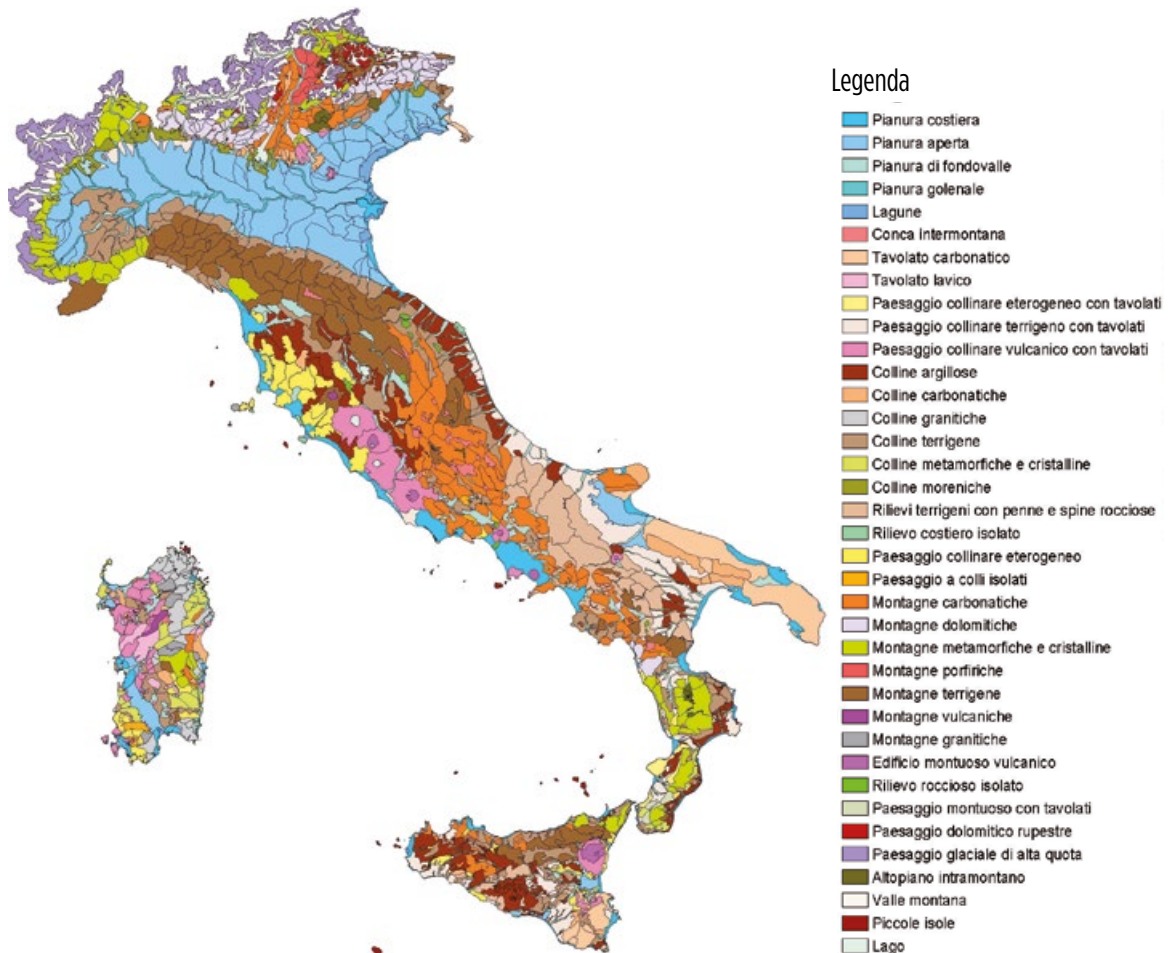 Legenda
Pianura costiera
Pianura aperta
Pianura di fondovalle
Pianura golenale
Lagune
Conca intermontana
Tavolato carbonatico
Tavolato lavico
Paesaggio collinare eterogeneo con tavolati
Paesaggio collinare terrigeno con tavolati
Paesaggio collinare vulcanico con tavolati
Colline argillose
Colline carbonatiche
Colline granitiche
Colline terrigene
Colline metamorfiche e cristalline
Colline moreniche
Rilievi terrigeni con penne e spine rocciose
Rilievo costiero isolato
Paesaggio collinare eterogeneo
Paesaggio a colli isolati
Montagne carbonatiche
Montagne dolomitiche
Montagne metamorfiche e cristalline
Montagne porfiriche
Montagne terrigene
Montagne vulcaniche
Montagne granitiche
Edificio montuoso vulcanico
Rilievo roccioso isolato
Paesaggio montuoso con tavolati
Paesaggio dolomitico rupestre
Paesaggio glaciale di alta quota
Altopiano intramontano
Valle montana
Piccole isole
Lago